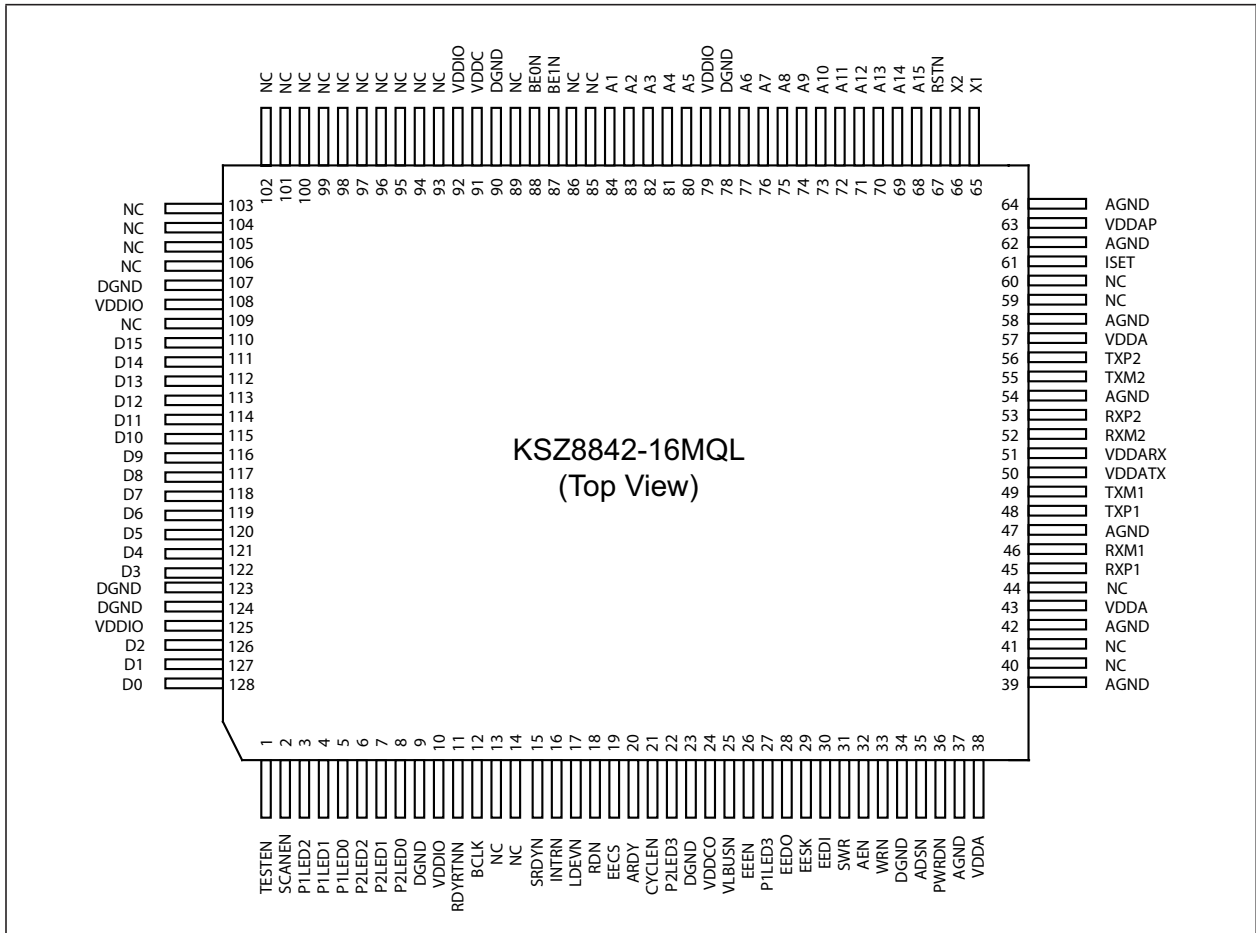 NC NC NC NC NC NC NC NC NC NC VDDIO VDDC DGND NC BE0N BE1N NC NC A1 A2 A3 A4 A5 VDDIO DGND A6 A7 A8 A9 A10 A11 A12 A13 A14 A15 RSTN X2 X1
102 101 100 99 98 97 96 95 94 93 92 91 90 89 88 87 86 85 84 83 82 81 80 79 78 77 76 75 74 73 72 71 70 69 68 67 66 65
NC 103
NC 104
NC 105
NC 106
DGND 107
VDDIO 108
NC 109
D15 110
D14 111
D13 112
D12 113
D11 114
D10 115
D9 116
D8 117
D7 118
D6 119
D5 120
D4 121
D3 122
DGND 123
DGND 124
VDDIO 125
D2 126
D1 127
D0 128
KSZ8842-16MQL
(Top View)
64 AGND
63 VDDAP
62 AGND
61 ISET
60 NC
59 NC
58 AGND
57 VDDA
56 TXP2
55 TXM2
54 AGND
53 RXP2
52 RXM2
51 VDDARX
50 VDDATX
49 TXM1
48 TXP1
47 AGND
46 RXM1
45 RXP1
44 NC
43 VDDA
42 AGND
41 NC
40 NC
39 AGND
1 2 3 4 5 6 7 8 9 10 11 12 13 14 15 16 17 18 19 20 21 22 23 24 25 26 27 28 29 30 31 32 33 34 35 36 37 38
TESTEN SCANEN P1LED2 P1LED1 P1LED0 P2LED2 P2LED1 P2LED0 DGND VDDIO RDYRTNN BCLK NC NC SRDYN INTRN LDEVN RDN EECS ARDY CYCLEN P2LED3 DGND VDDCO VLBUSN EEEN P1LED3 EEDO EESK EEDI SWR AEN WRN DGND ADSN PWRDN AGND VDDA